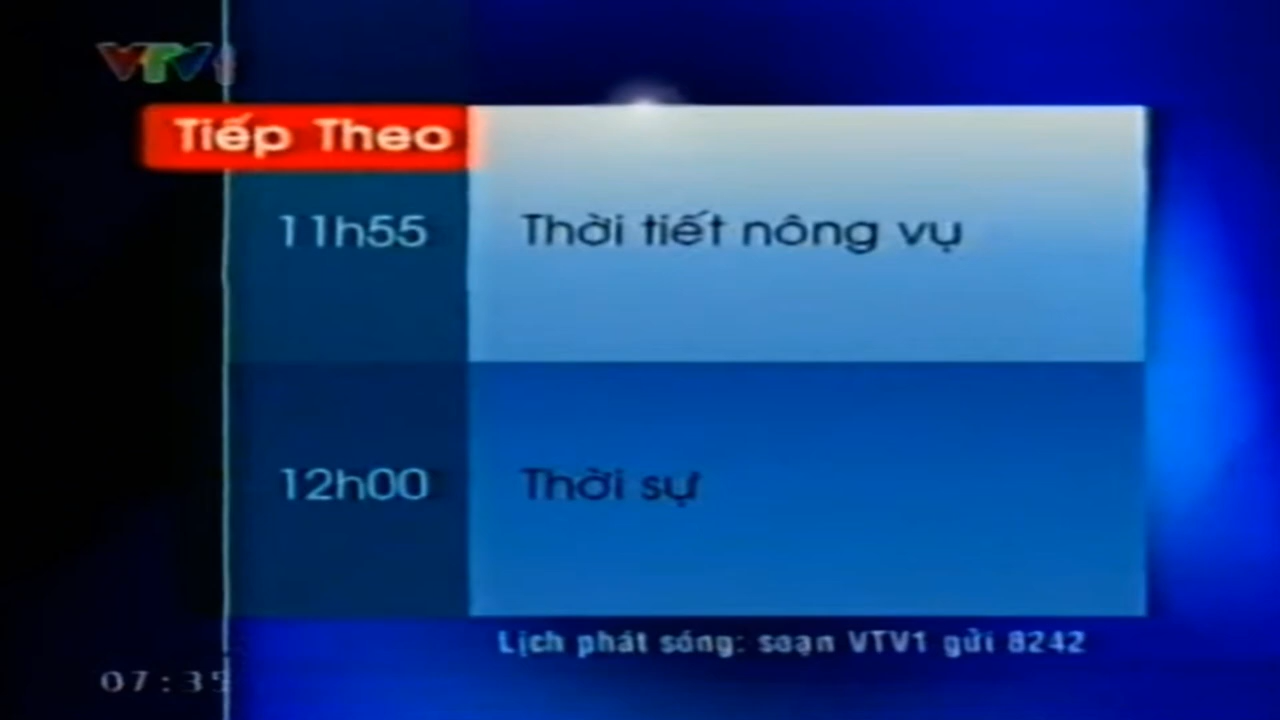 VTV1
Tiếp Theo
11h55 Thời tiết nông vụ
12h00 Thời sự
Lịch phát sóng: soạn VTV1 gửi 8242
07:35